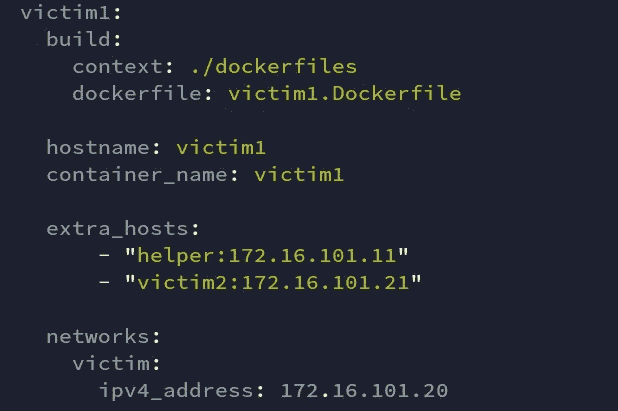 victim1:
build:
context: ./dockerfiles
dockerfile: victim1.Dockerfile
hostname: victim1
container_name: victim1
extra_hosts:
- "helper:172.16.101.11"
- "victim2:172.16.101.21"
networks:
victim:
ipv4_address: 172.16.101.20